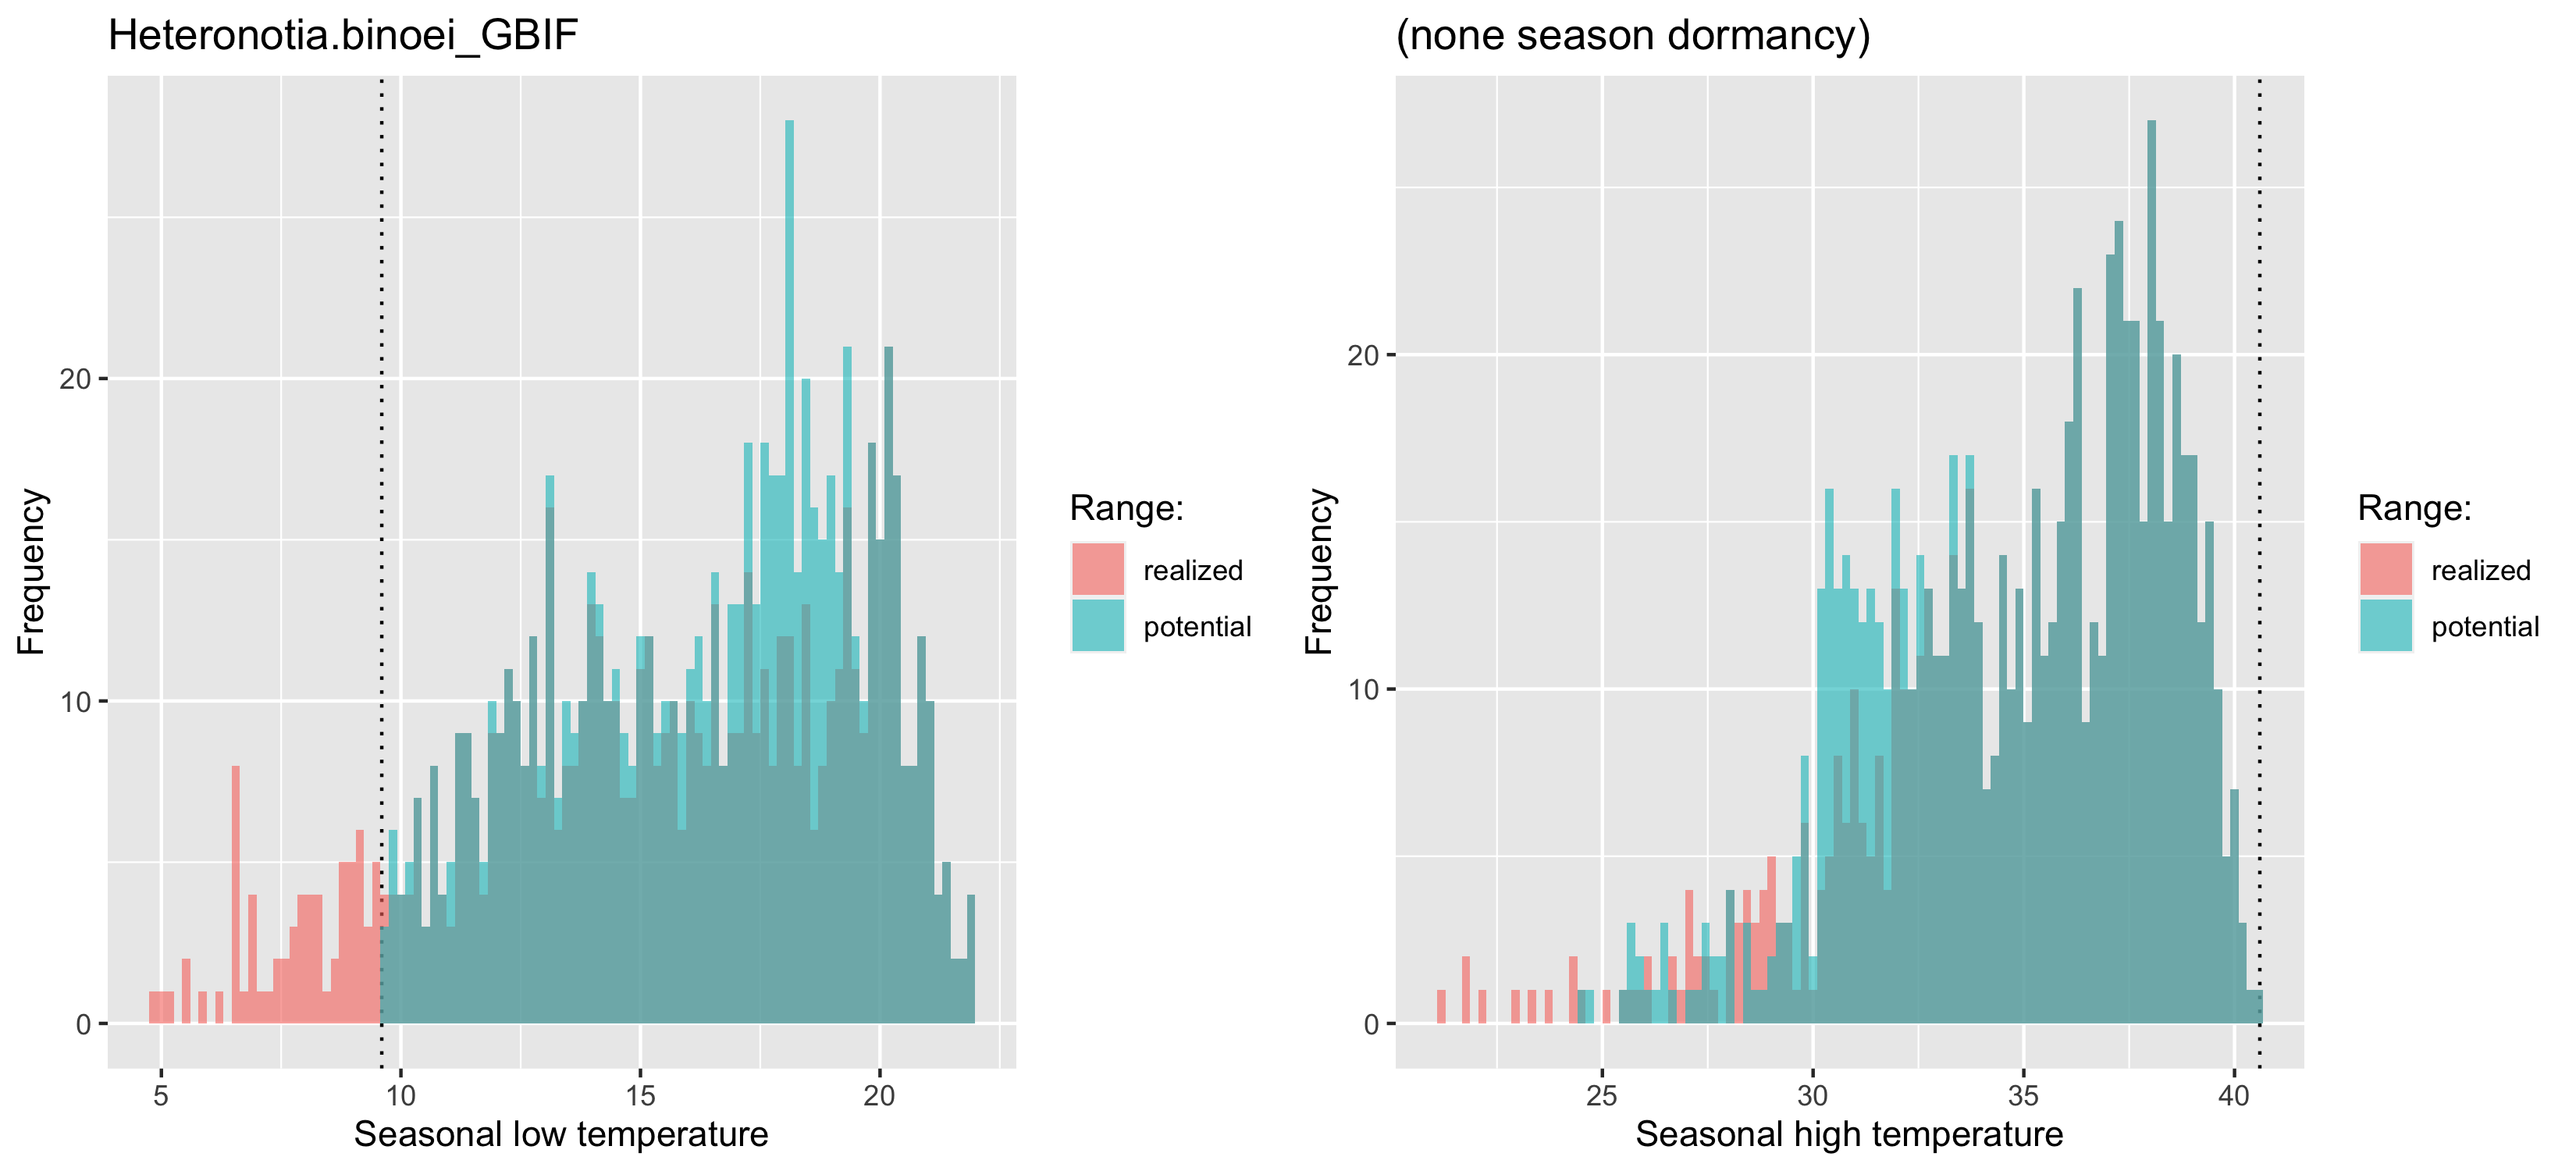 Heteronotia.binoei_GBIF
Frequency
20
10
0
5
10
15
20
Seasonal low temperature
Range:
realized
potential
(none season dormancy)
Frequency
20
10
0
25
30
35
40
Seasonal high temperature
Range:
realized
potential